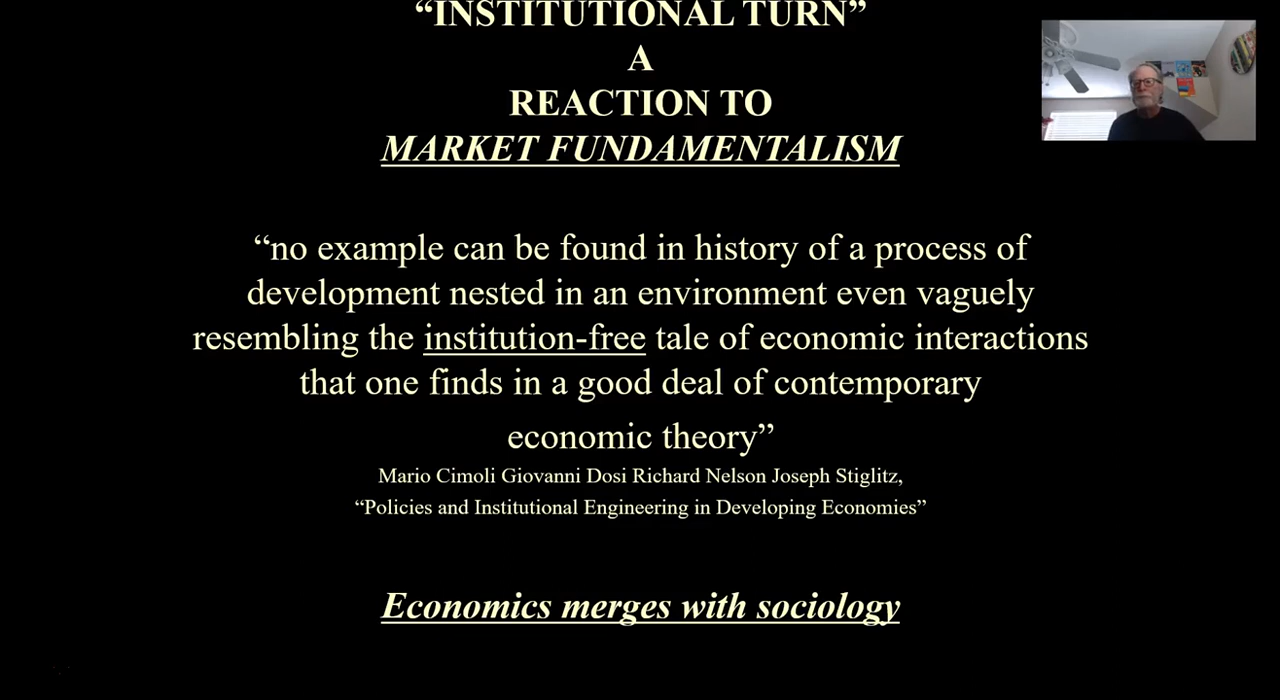 “INSTITUTIONAL TURN”
A
REACTION TO
MARKET FUNDAMENTALISM
“no example can be found in history of a process of
development nested in an environment even vaguely
resembling the institution-free tale of economic interactions
that one finds in a good deal of contemporary
economic theory”
Mario Cimoli Giovanni Dosi Richard Nelson Joseph Stiglitz,
“Policies and Institutional Engineering in Developing Economies”
Economics merges with sociology